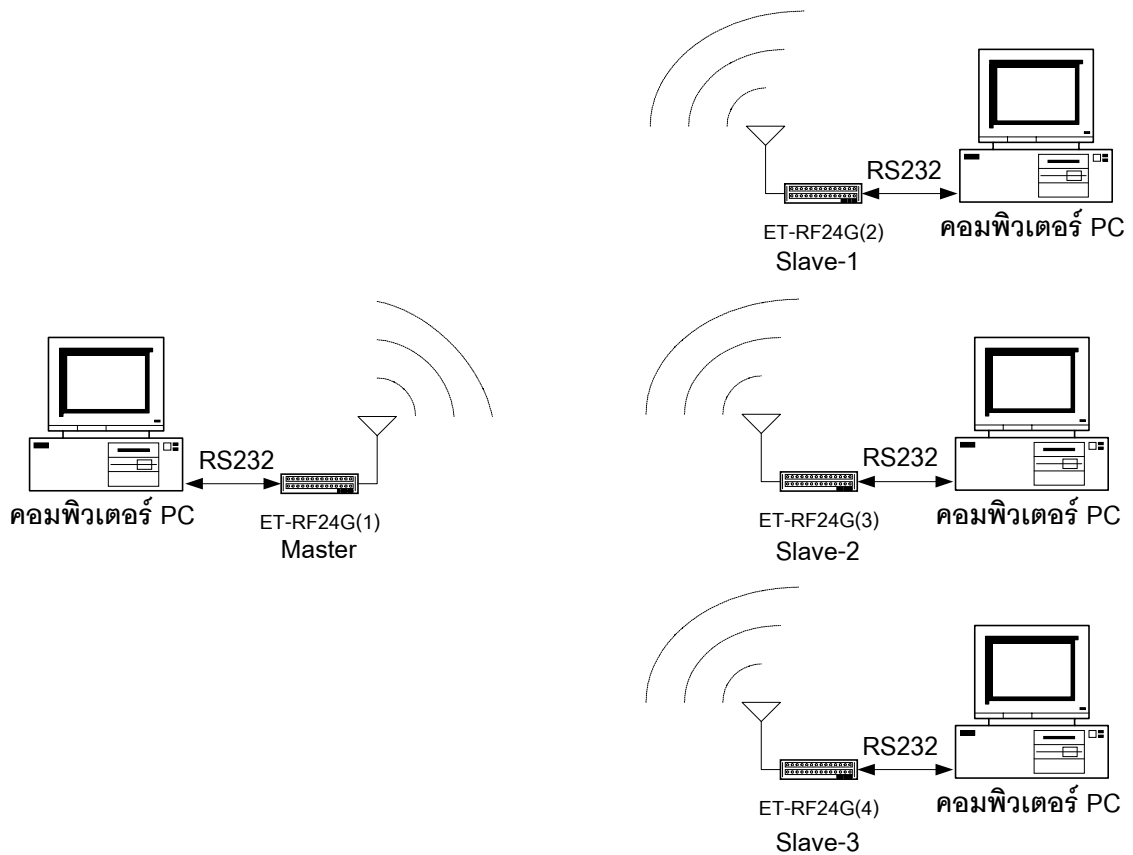 RS232
คอมพิวเตอร์ PC
ET-RF24G(2)
Slave-1
RS232
คอมพิวเตอร์ PC
ET-RF24G(1)
Master
RS232
คอมพิวเตอร์ PC
ET-RF24G(3)
Slave-2
RS232
คอมพิวเตอร์ PC
ET-RF24G(4)
Slave-3